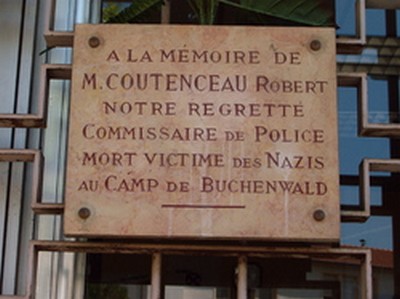 A LA MÉMOIRE DE
M. COUTENCEAU ROBERT
NOTRE REGRETTÉ
COMMISSAIRE DE POLICE
MORT VICTIME DES NAZIS
AU CAMP DE BUCHENWALD